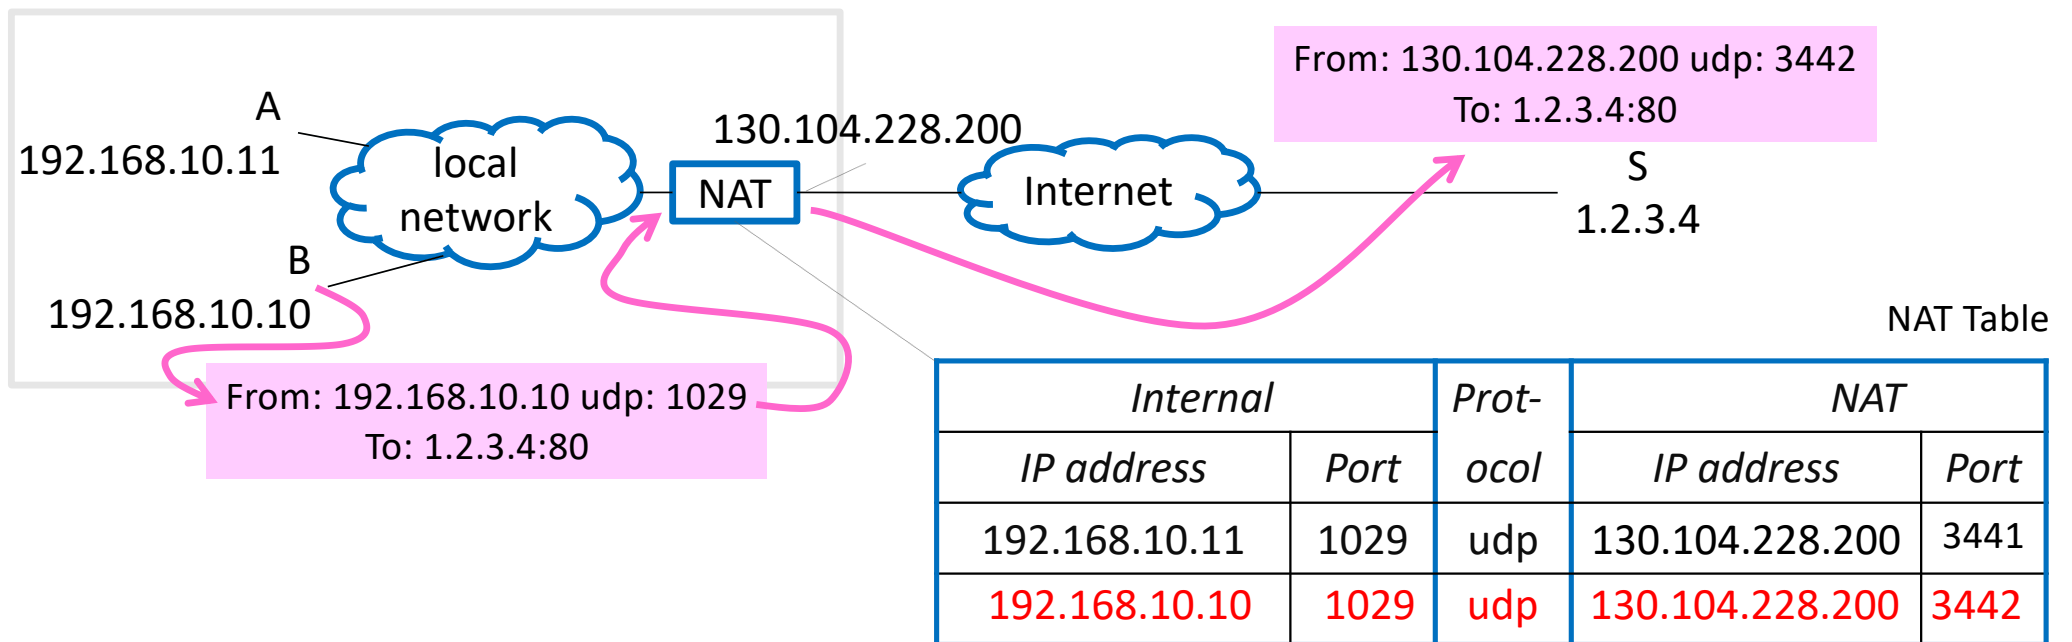 From: 130.104.228.200 udp: 3442
To: 1.2.3.4:80
A
192.168.10.11
local
network
130.104.228.200
NAT
Internet
S
1.2.3.4
B
192.168.10.10
From: 192.168.10.10 udp: 1029
To: 1.2.3.4:80
NAT Table
Internal Prot- NAT
IP address Port ocol IP address Port
192.168.10.11 1029 udp 130.104.228.200 3441
192.168.10.10 1029 udp 130.104.228.200 3442